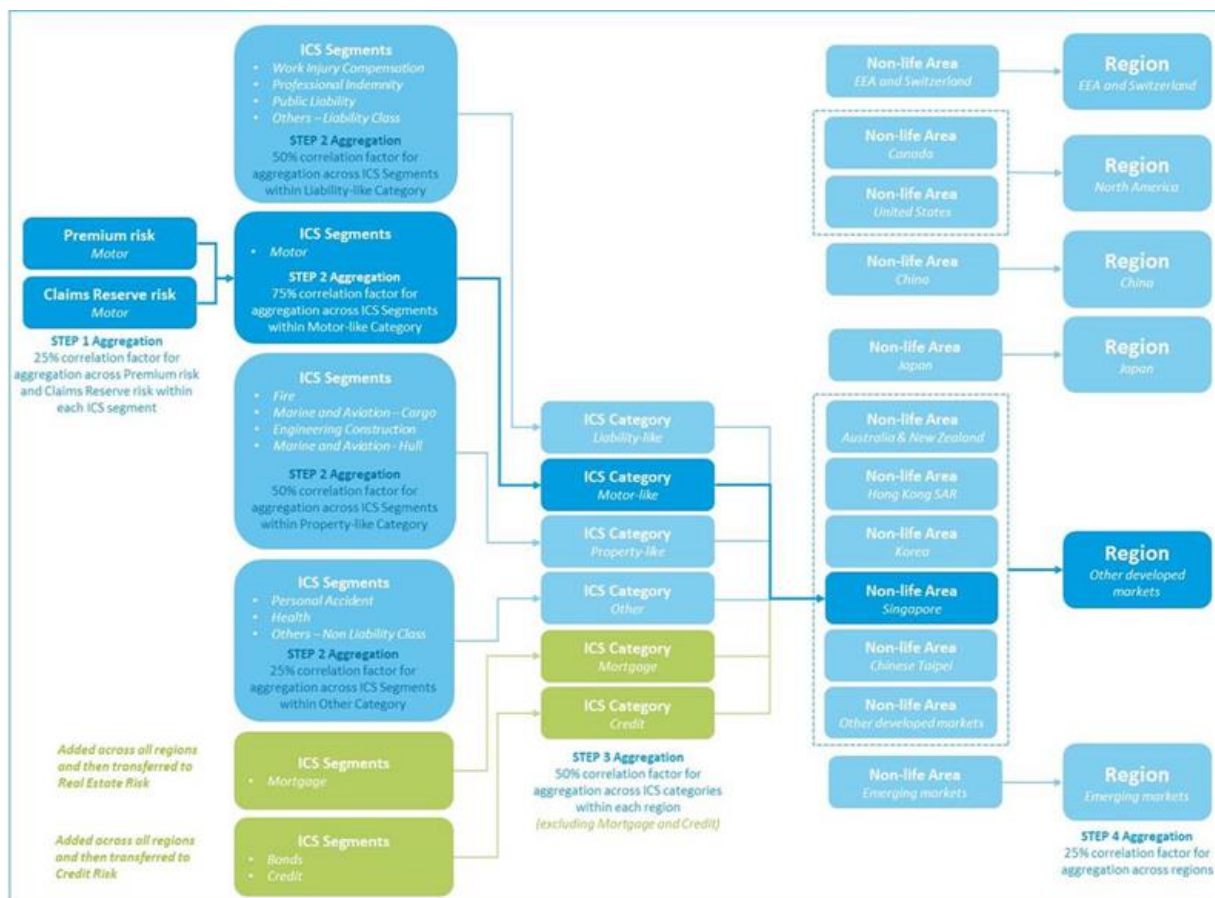 Premium risk
Motor
Claims Reserve risk
Motor
STEP 1 Aggregation
25% correlation factor for
aggregation across Premium risk
and Claims Reserve risk within
each ICS segment
ICS Segments
• Work Injury Compensation
• Professional Indemnity
• Public Liability
• Others – Liability Class
STEP 2 Aggregation
50% correlation factor for
aggregation across ICS Segments
within Liability-like Category
ICS Segments
• Motor
STEP 2 Aggregation
75% correlation factor for
aggregation across ICS Segments
within Motor-like Category
ICS Segments
• Fire
• Marine and Aviation – Cargo
• Engineering Construction
• Marine and Aviation - Hull
STEP 2 Aggregation
50% correlation factor for
aggregation across ICS Segments
within Property-like Category
ICS Segments
• Personal Accident
• Health
• Others – Non Liability Class
STEP 2 Aggregation
25% correlation factor for
aggregation across ICS Segments
within Other Category
Added across all regions
and then transferred to
Real Estate Risk
ICS Segments
• Mortgage
Added across all regions
and then transferred to
Credit Risk
ICS Segments
• Bonds
• Credit
ICS Category
Liability-like
ICS Category
Motor-like
ICS Category
Property-like
ICS Category
Other
ICS Category
Mortgage
ICS Category
Credit
STEP 3 Aggregation
50% correlation factor for
aggregation across ICS categories
within each region
(excluding Mortgage and Credit)
Non-life Area
EEA and Switzerland
Non-life Area
Canada
Non-life Area
United States
Non-life Area
China
Non-life Area
Japan
Non-life Area
Australia & New Zealand
Non-life Area
Hong Kong SAR
Non-life Area
Korea
Non-life Area
Singapore
Non-life Area
Chinese Taipei
Non-life Area
Other developed markets
Non-life Area
Emerging markets
Region
EEA and Switzerland
Region
North America
Region
China
Region
Japan
Region
Other developed
markets
Region
Emerging markets
STEP 4 Aggregation
25% correlation factor for
aggregation across regions